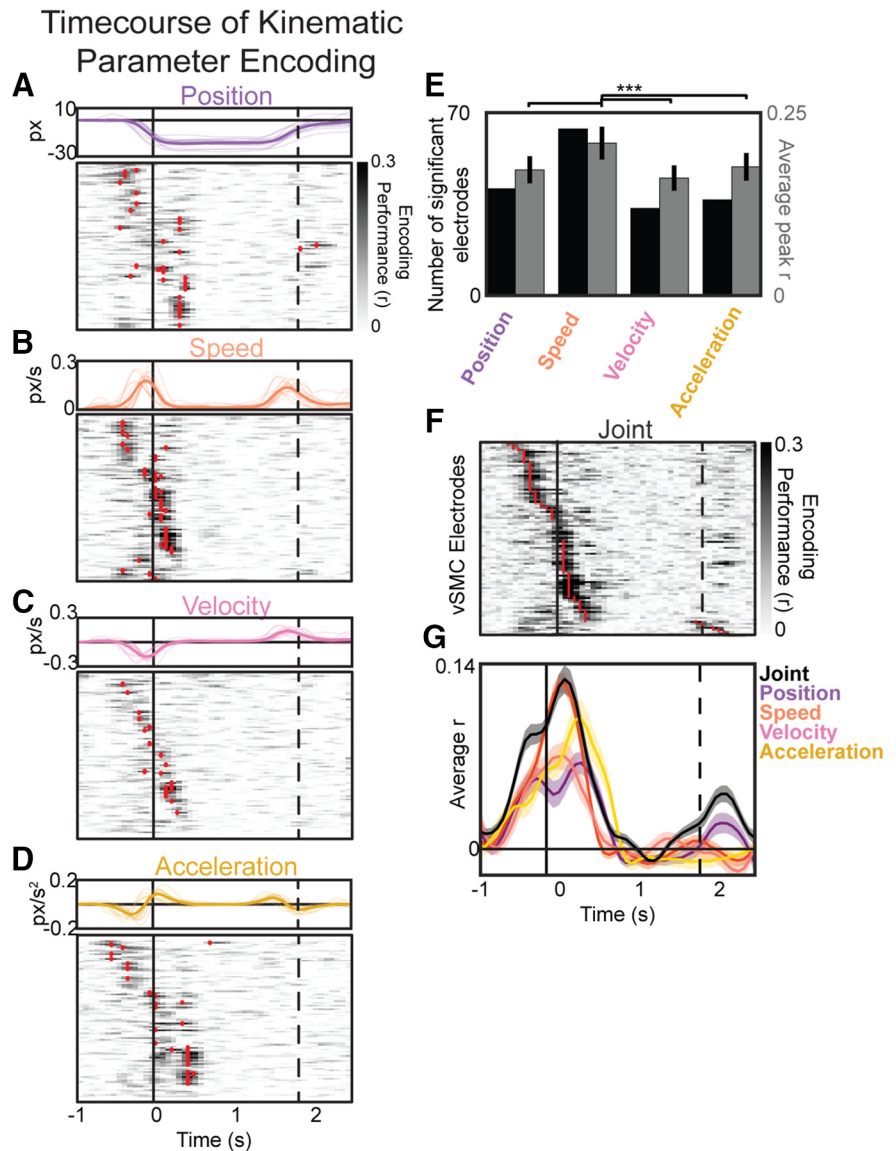 Timecourse of Kinematic
Parameter Encoding
A
Position
10
px
-30
0.3
Encoding
Performance (r)
0
B
Speed
0.3
px/s
0
C
Velocity
0.3
px/s
-0.3
D
Acceleration
0.2
px/s²
-0.2
-1 0 1 2
Time (s)
E
***
70
Number of significant
electrodes
0
0.25
Average peak r
0
Position
Speed
Velocity
Acceleration
F
Joint
vSMC Electrodes
0.3
Encoding
Performance (r)
0
G
0.14
Average r
0
-1 0 1 2
Time (s)
Joint
Position
Speed
Velocity
Acceleration